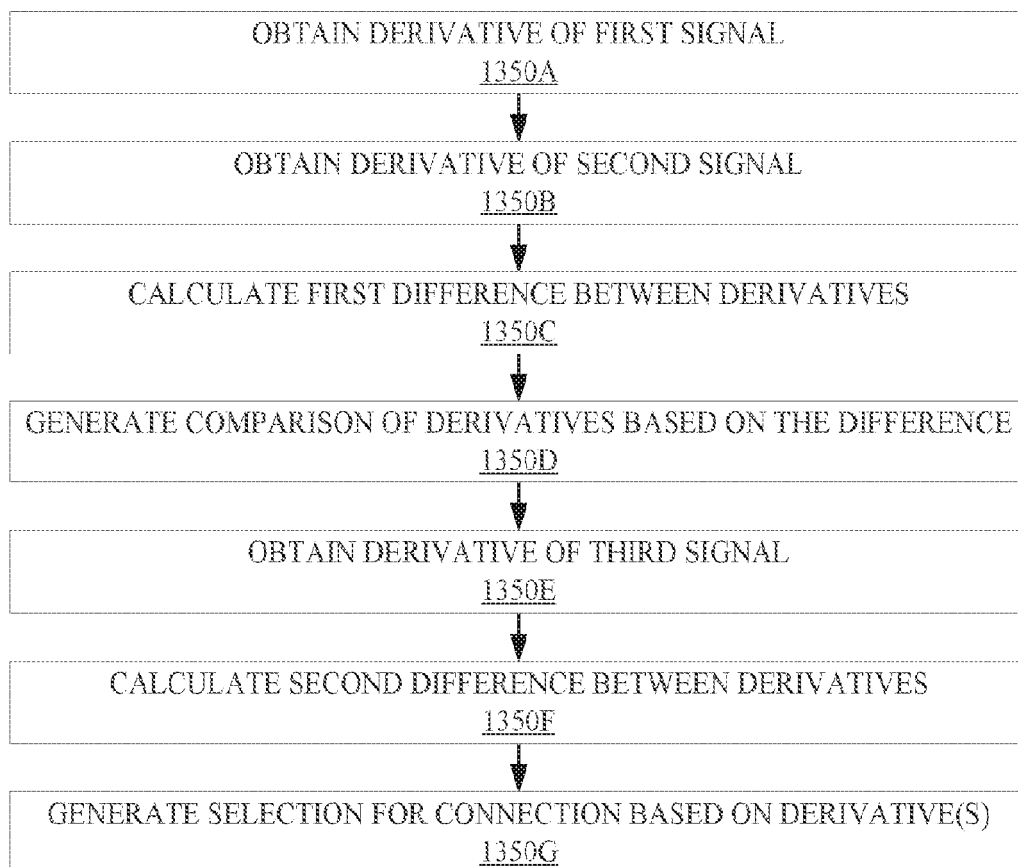 OBTAIN DERIVATIVE OF FIRST SIGNAL
1350A
OBTAIN DERIVATIVE OF SECOND SIGNAL
1350B
CALCULATE FIRST DIFFERENCE BETWEEN DERIVATIVES
1350C
GENERATE COMPARISON OF DERIVATIVES BASED ON THE DIFFERENCE
1350D
OBTAIN DERIVATIVE OF THIRD SIGNAL
1350E
CALCULATE SECOND DIFFERENCE BETWEEN DERIVATIVES
1350F
GENERATE SELECTION FOR CONNECTION BASED ON DERIVATIVE(S)
1350G